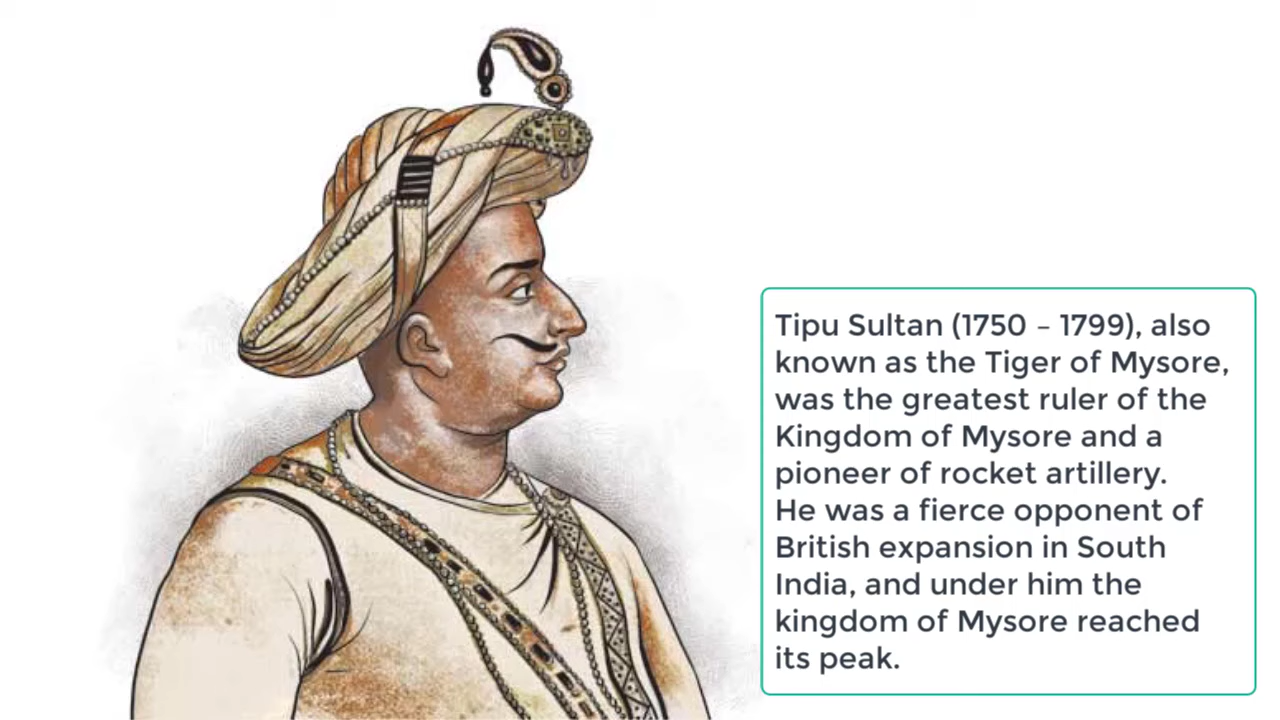 Tipu Sultan (1750 – 1799), also
known as the Tiger of Mysore,
was the greatest ruler of the
Kingdom of Mysore and a
pioneer of rocket artillery.
He was a fierce opponent of
British expansion in South
India, and under him the
kingdom of Mysore reached
its peak.